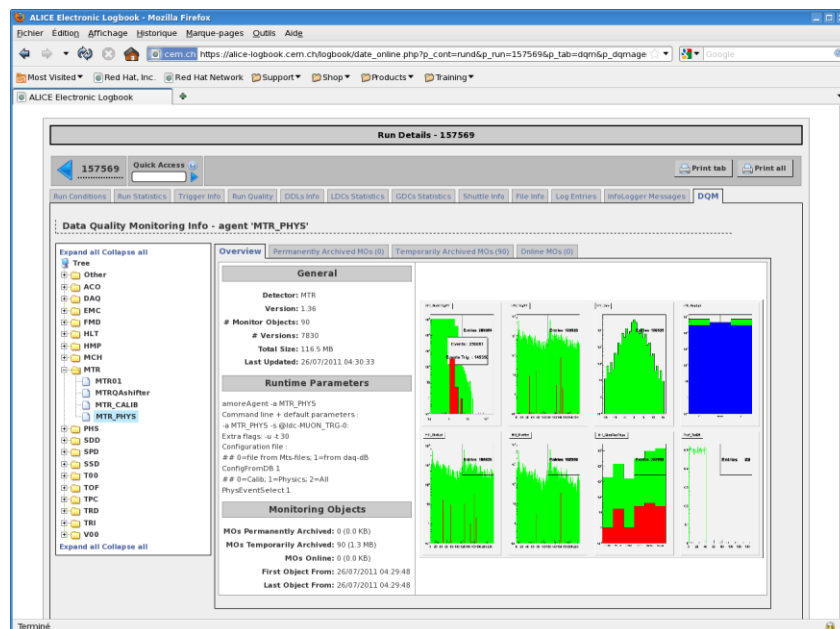 ALICE Electronic Logbook - Mozilla Firefox
Fichier Édition Affichage Historique Marque-pages Outils Aide
cern.ch https://alice-logbook.cern.ch/logbook/date_online.php?p_cont=rund&p_run=157569&p_tab=dqm&p_dqmage Google
Most Visited Red Hat, Inc. Red Hat Network Support Shop Products Training
ALICE Electronic Logbook
Run Details - 157569
157569 Quick Access Print tab Print all
Run Conditions Run Statistics Trigger Info Run Quality DDLs Info LDCs Statistics GDCs Statistics Shuttle Info File Info Log Entries InfoLogger Messages DQM
Data Quality Monitoring Info - agent 'MTR_PHYS'
Expand all Collapse all
Tree
Other
ACO
DAQ
EMC
FMD
HLT
HMP
MCH
MTR
MTR01
MTRQAshifter
MTR_CALIB
MTR_PHYS
PHS
SDD
SPD
SSD
T00
TOF
TPC
TRD
TRI
V00
Expand all Collapse all
Overview Permanently Archived MOs (0) Temporarily Archived MOs (90) Online MOs (0)
General
Detector: MTR
Version: 1.36
# Monitor Objects: 90
# Versions: 7830
Total Size: 116.5 MB
Last Updated: 26/07/2011 04:30:33
Runtime Parameters
amoreAgent -a MTR_PHYS
Command line + default parameters :
-a MTR_PHYS -s @ldc-MUON_TRG-0:
Extra flags: -u -t 30
Configuration file :
## 0=file from Mts-files; 1=from daq-dB
ConfigFromDB 1
## 0=Calib; 1=Physics; 2=All
PhysEventSelect 1
Monitoring Objects
MOs Permanently Archived: 0 (0.0 KB)
MOs Temporarily Archived: 90 (1.3 MB)
MOs Online: 0 (0.0 KB)
First Object From: 26/07/2011 04:29:48
Last Object From: 26/07/2011 04:29:48
Entries
Terminé